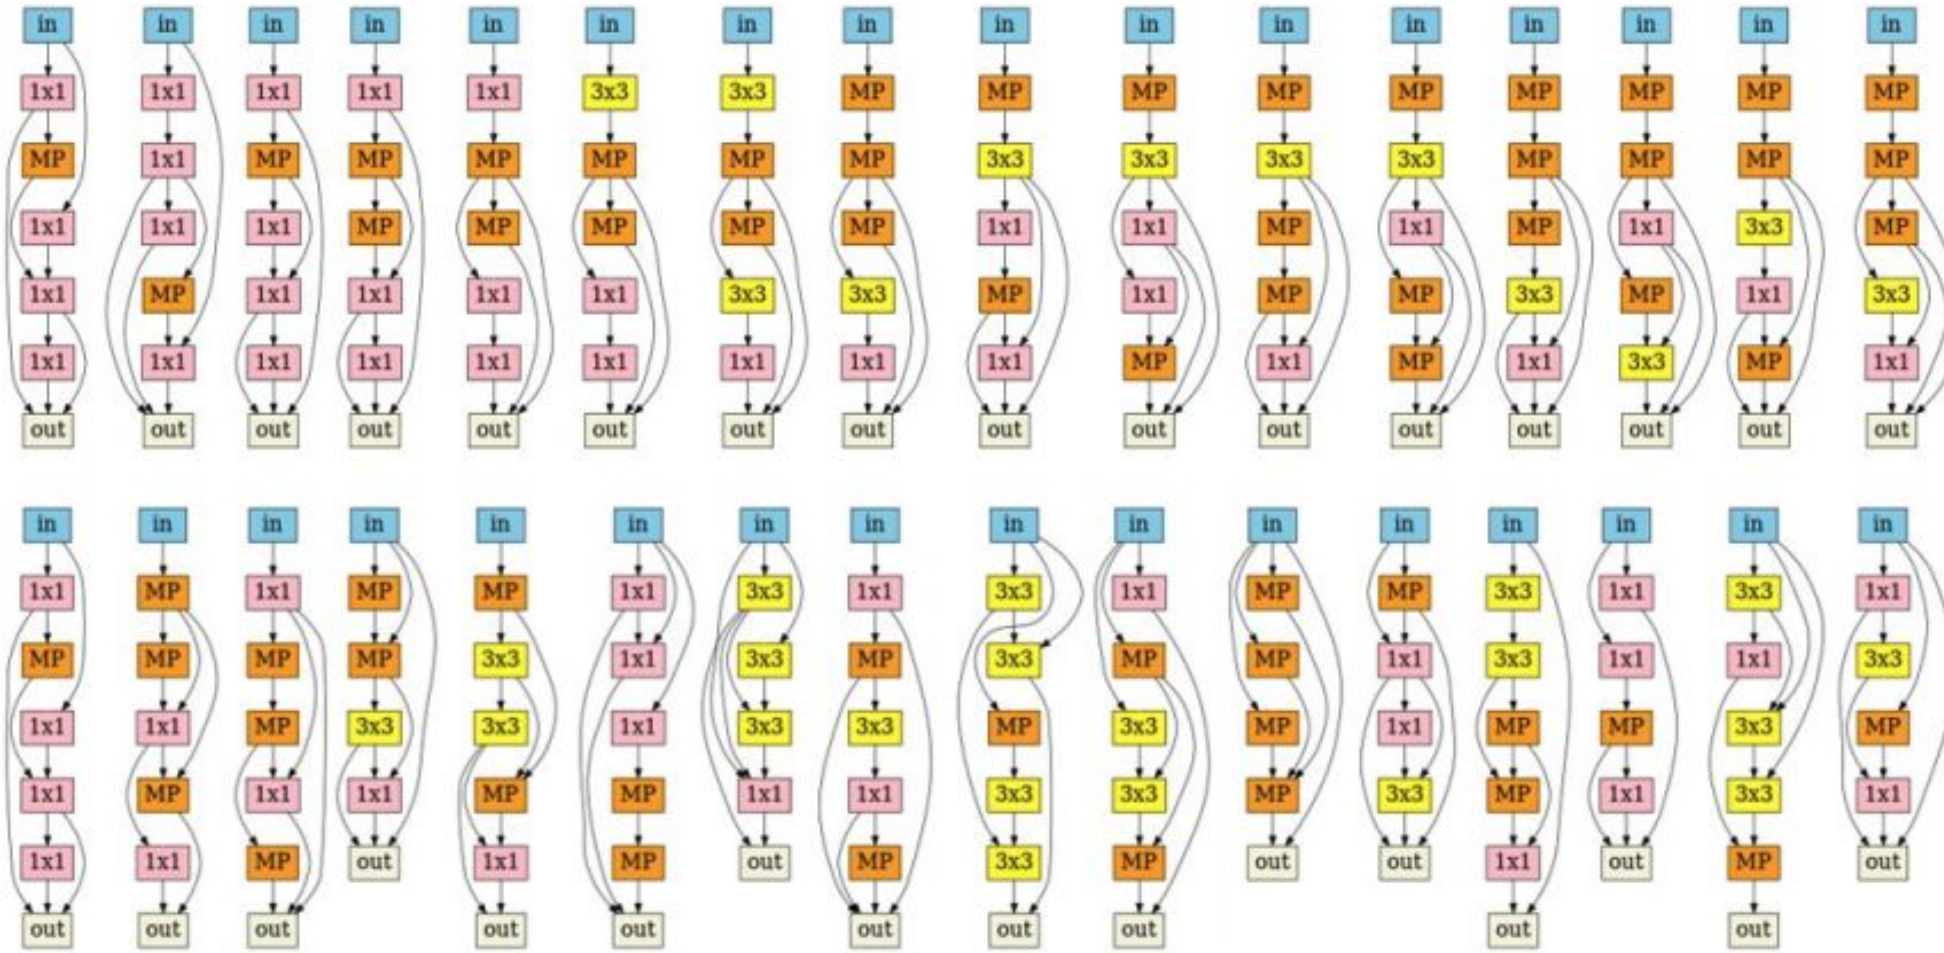 in in in in in in in in in in in in in in in in
1x1 1x1 1x1 1x1 1x1 3x3 3x3 MP MP MP MP MP MP MP MP MP
MP 1x1 MP MP MP MP MP MP 3x3 3x3 3x3 3x3 MP MP MP MP
1x1 1x1 1x1 MP MP MP MP MP 1x1 1x1 MP 1x1 MP 1x1 3x3 MP
1x1 MP 1x1 1x1 1x1 1x1 3x3 3x3 MP 1x1 MP MP 3x3 MP 1x1 3x3
1x1 1x1 1x1 1x1 1x1 1x1 1x1 1x1 1x1 MP 1x1 MP 1x1 3x3 MP 1x1
out out out out out out out out out out out out out out out out
in in in in in in in in in in in in in in in in
1x1 MP 1x1 MP MP 1x1 3x3 1x1 3x3 1x1 MP MP 3x3 1x1 3x3 1x1
MP MP MP MP 3x3 1x1 3x3 MP 3x3 MP MP 1x1 3x3 1x1 1x1 3x3
1x1 1x1 MP 3x3 3x3 1x1 3x3 3x3 MP 3x3 MP 1x1 MP MP 3x3 MP
1x1 MP 1x1 1x1 MP MP 1x1 1x1 3x3 3x3 MP 3x3 MP 1x1 3x3 1x1
1x1 1x1 MP out 1x1 MP out MP 3x3 MP out out 1x1 out MP out
out out out out out out out out out out